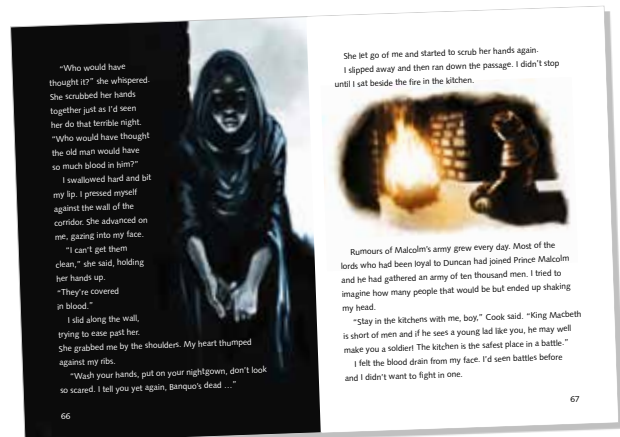 “Who would have
thought it?” she whispered.
She scrubbed her hands
together just as I’d seen
her do that terrible night.
“Who would have thought
the old man would have
so much blood in him?”
I swallowed hard and bit
my lip. I pressed myself
against the wall of the
corridor. She advanced on
me, gazing into my face.
“I can’t get them
clean,” she said, holding
her hands up.
“They’re covered
in blood.”
I slid along the wall,
trying to ease past her.
She grabbed me by the shoulders. My heart thumped
against my ribs.
“Wash your hands, put on your nightgown, don’t look
so scared. I tell you yet again, Banquo’s dead …”
66
She let go of me and started to scrub her hands again.
I slipped away and then ran down the passage. I didn’t stop
until I sat beside the fire in the kitchen.
Rumours of Malcolm’s army grew every day. Most of the
lords who had been loyal to Duncan had joined Prince Malcolm
and he had gathered an army of ten thousand men. I tried to
imagine how many people that would be but ended up shaking
my head.
“Stay in the kitchens with me, boy,” Cook said. “King Macbeth
is short of men and if he sees a young lad like you, he may well
make you a soldier! The kitchen is the safest place in a battle.”
I felt the blood drain from my face. I’d seen battles before
and I didn’t want to fight in one.
67